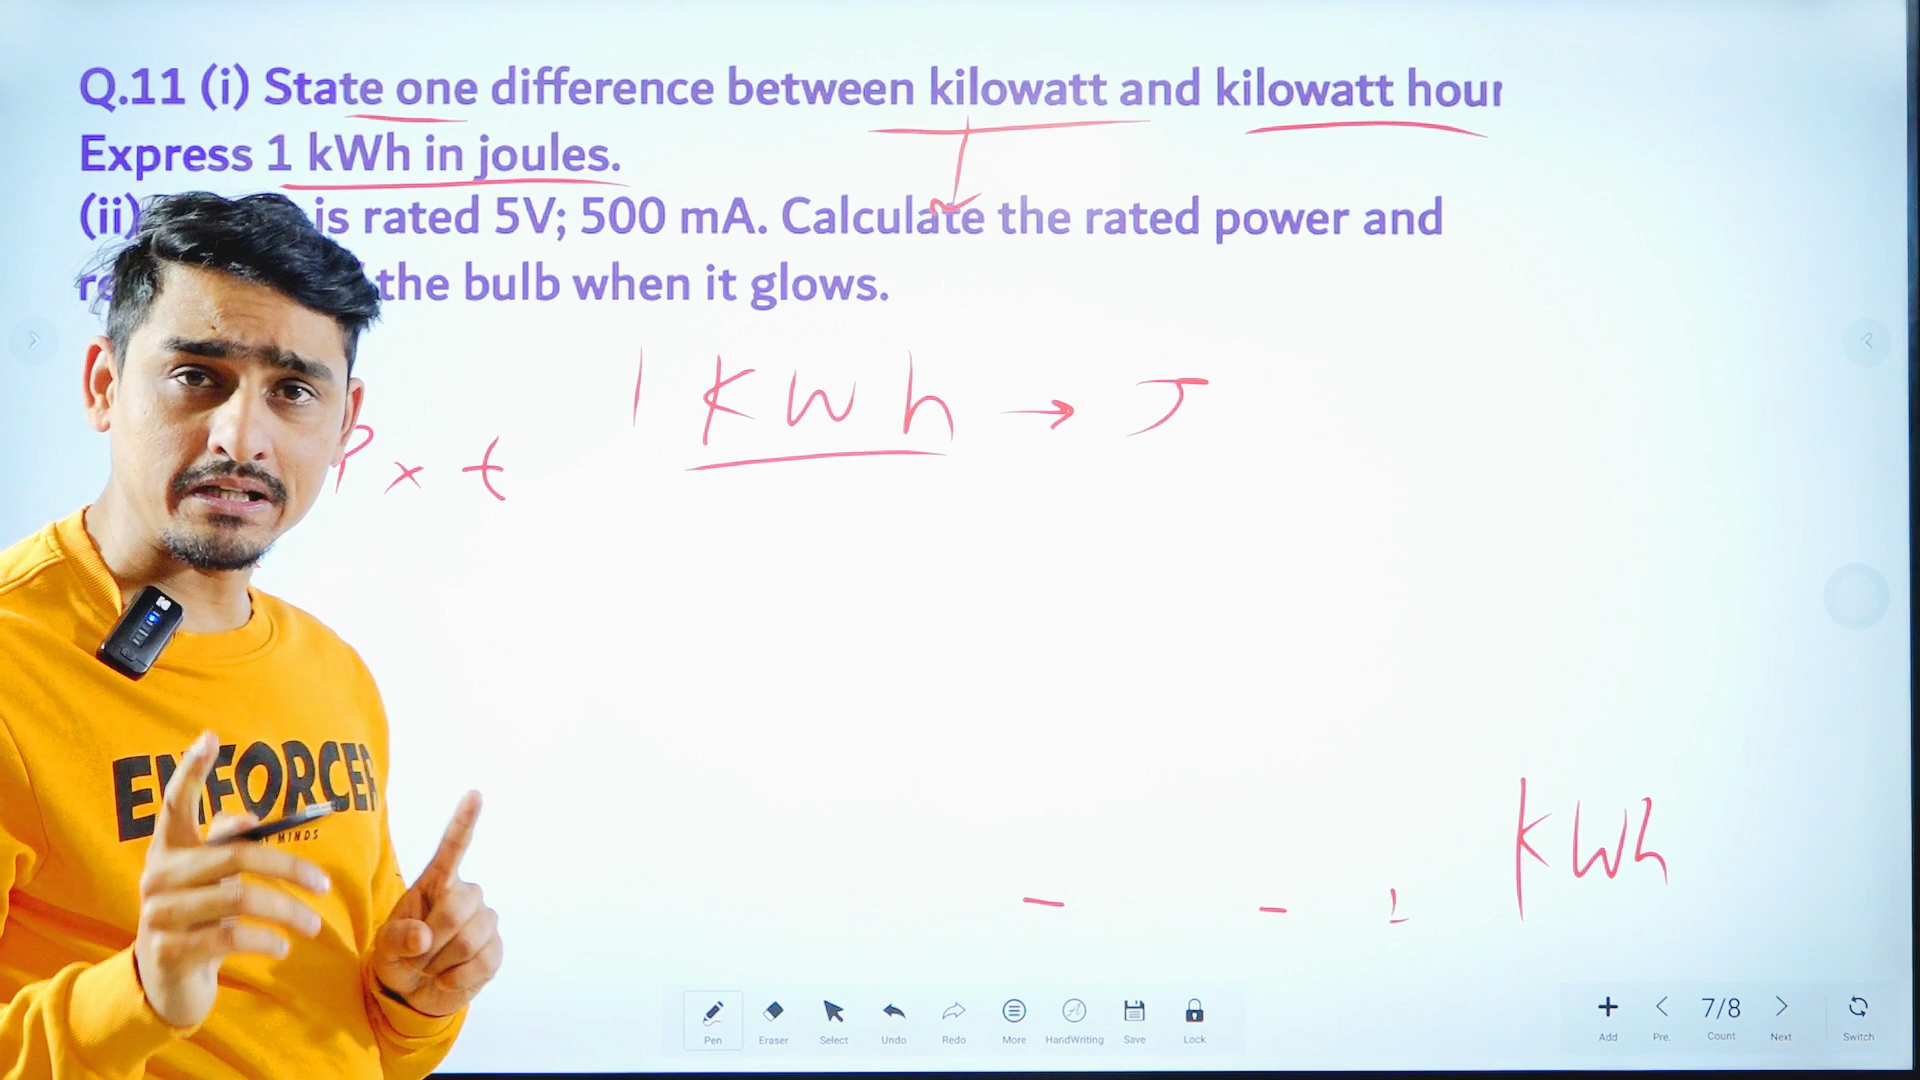 Q.11 (i) State one difference between kilowatt and kilowatt hour
Express 1 kWh in joules.
(ii) is rated 5V; 500 mA. Calculate the rated power and
the bulb when it glows.
1 kWh → J
P × t
ENFORCER
MINDS
kWh
Pen
Eraser
Select
Undo
Redo
More
HandWriting
Save
Lock
Add
Pre.
7/8
Count
Next
Switch